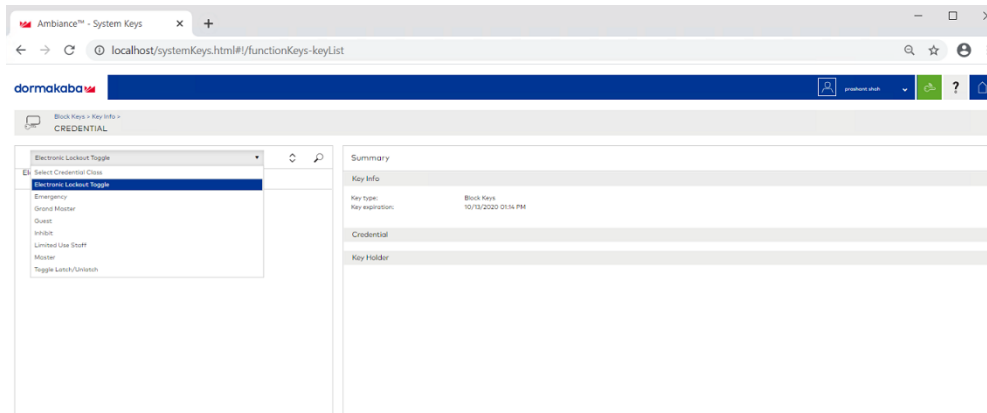 Ambiance™ - System Keys
localhost/systemKeys.html#!/functionKeys-keyList
dormakaba
prashant.shah
?
Block Keys > Key Info >
CREDENTIAL
Electronic Lockout Toggle
Select Credential Class
Electronic Lockout Toggle
Emergency
Grand Master
Guest
Inhibit
Limited Use Staff
Master
Toggle Latch/Unlatch
Summary
Key Info
Key type: Block Keys
Key expiration: 10/13/2020 01:14 PM
Credential
Key Holder